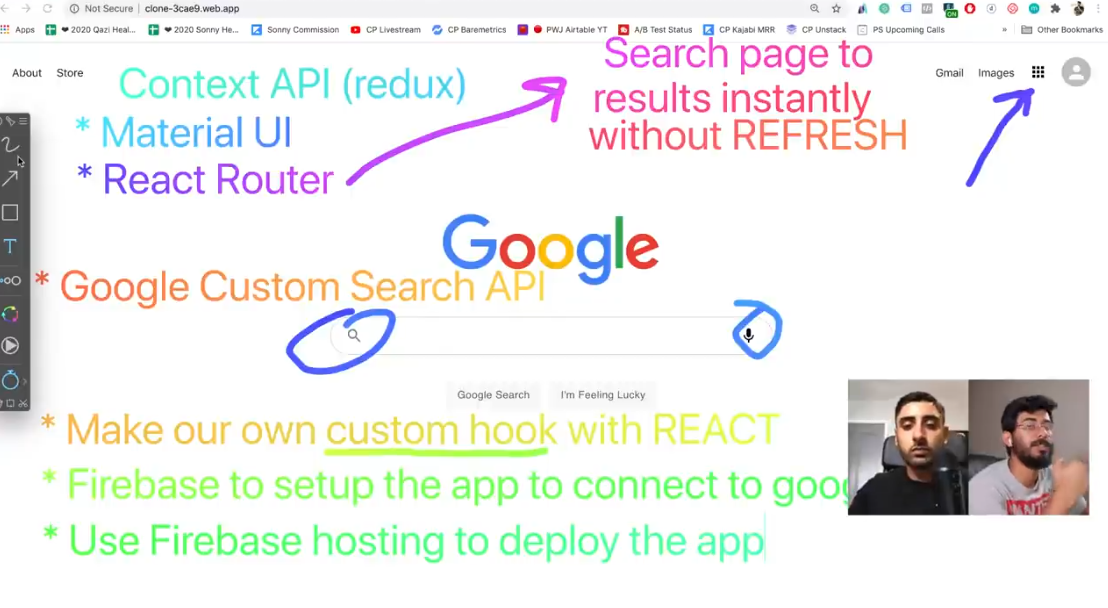 Not Secure
clone-3cae9.web.app
Apps
2020 Qazi Heal...
2020 Sonny He...
Sonny Commission
CP Livestream
CP Baremetrics
PWJ Airtable YT
A/B Test Status
CP Kajabi MRR
CP Unstack
PS Upcoming Calls
»
Other Bookmarks
ON
About
Store
Gmail
Images
Context API (redux)
* Material UI
* React Router
Search page to
results instantly
without REFRESH
Google
* Google Custom Search API
Google Search
I'm Feeling Lucky
* Make our own custom hook with REACT
* Firebase to setup the app to connect to goog
* Use Firebase hosting to deploy the app
T